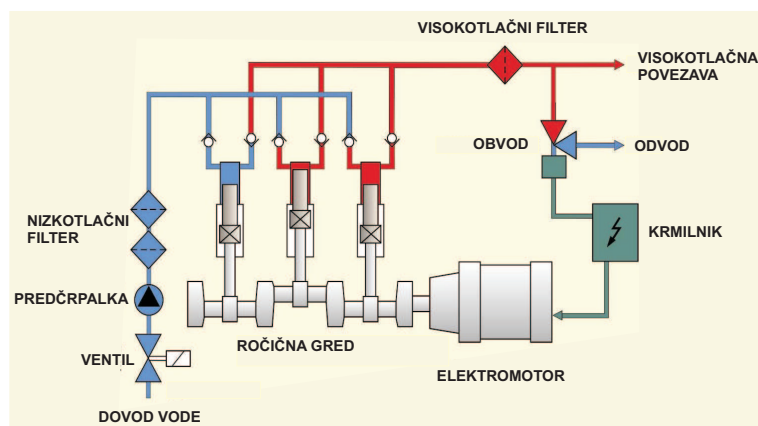 VISOKOTLAČNI FILTER
VISOKOTLAČNA
POVEZAVA
OBVOD
ODVOD
NIZKOTLAČNI
FILTER
KRMILNIK
PREDČRPALKA
ROČIČNA GRED
VENTIL
ELEKTROMOTOR
DOVOD VODE